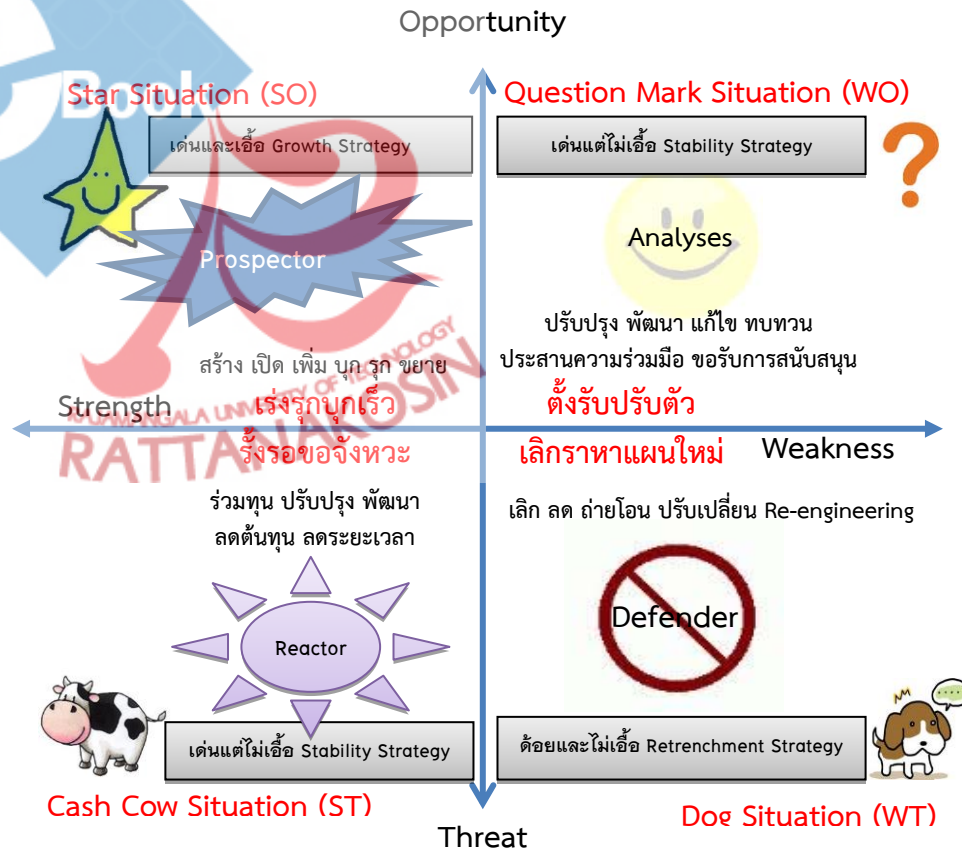 Opportunity
Book
Star Situation (SO)
Question Mark Situation (WO)
เด่นและเอื้อ Growth Strategy
เด่นแต่ไม่เอื้อ Stability Strategy
?
Prospector
Analyses
สร้าง เปิด เพิ่ม บุก รุก ขยาย
ปรับปรุง พัฒนา แก้ไข ทบทวน
ประสานความร่วมมือ ขอรับการสนับสนุน
Strength
เร่งรุกบุกเร็ว
ตั้งรับปรับตัว
RAJAMANGALA UNIVERSITY OF TECHNOLOGY
RATTANAKOSIN
รั้งรอขอจังหวะ
เลิกราหาแผนใหม่
Weakness
ร่วมทุน ปรับปรุง พัฒนา
ลดต้นทุน ลดระยะเวลา
เลิก ลด ถ่ายโอน ปรับเปลี่ยน Re-engineering
Reactor
Defender
เด่นแต่ไม่เอื้อ Stability Strategy
ด้อยและไม่เอื้อ Retrenchment Strategy
Cash Cow Situation (ST)
Dog Situation (WT)
Threat